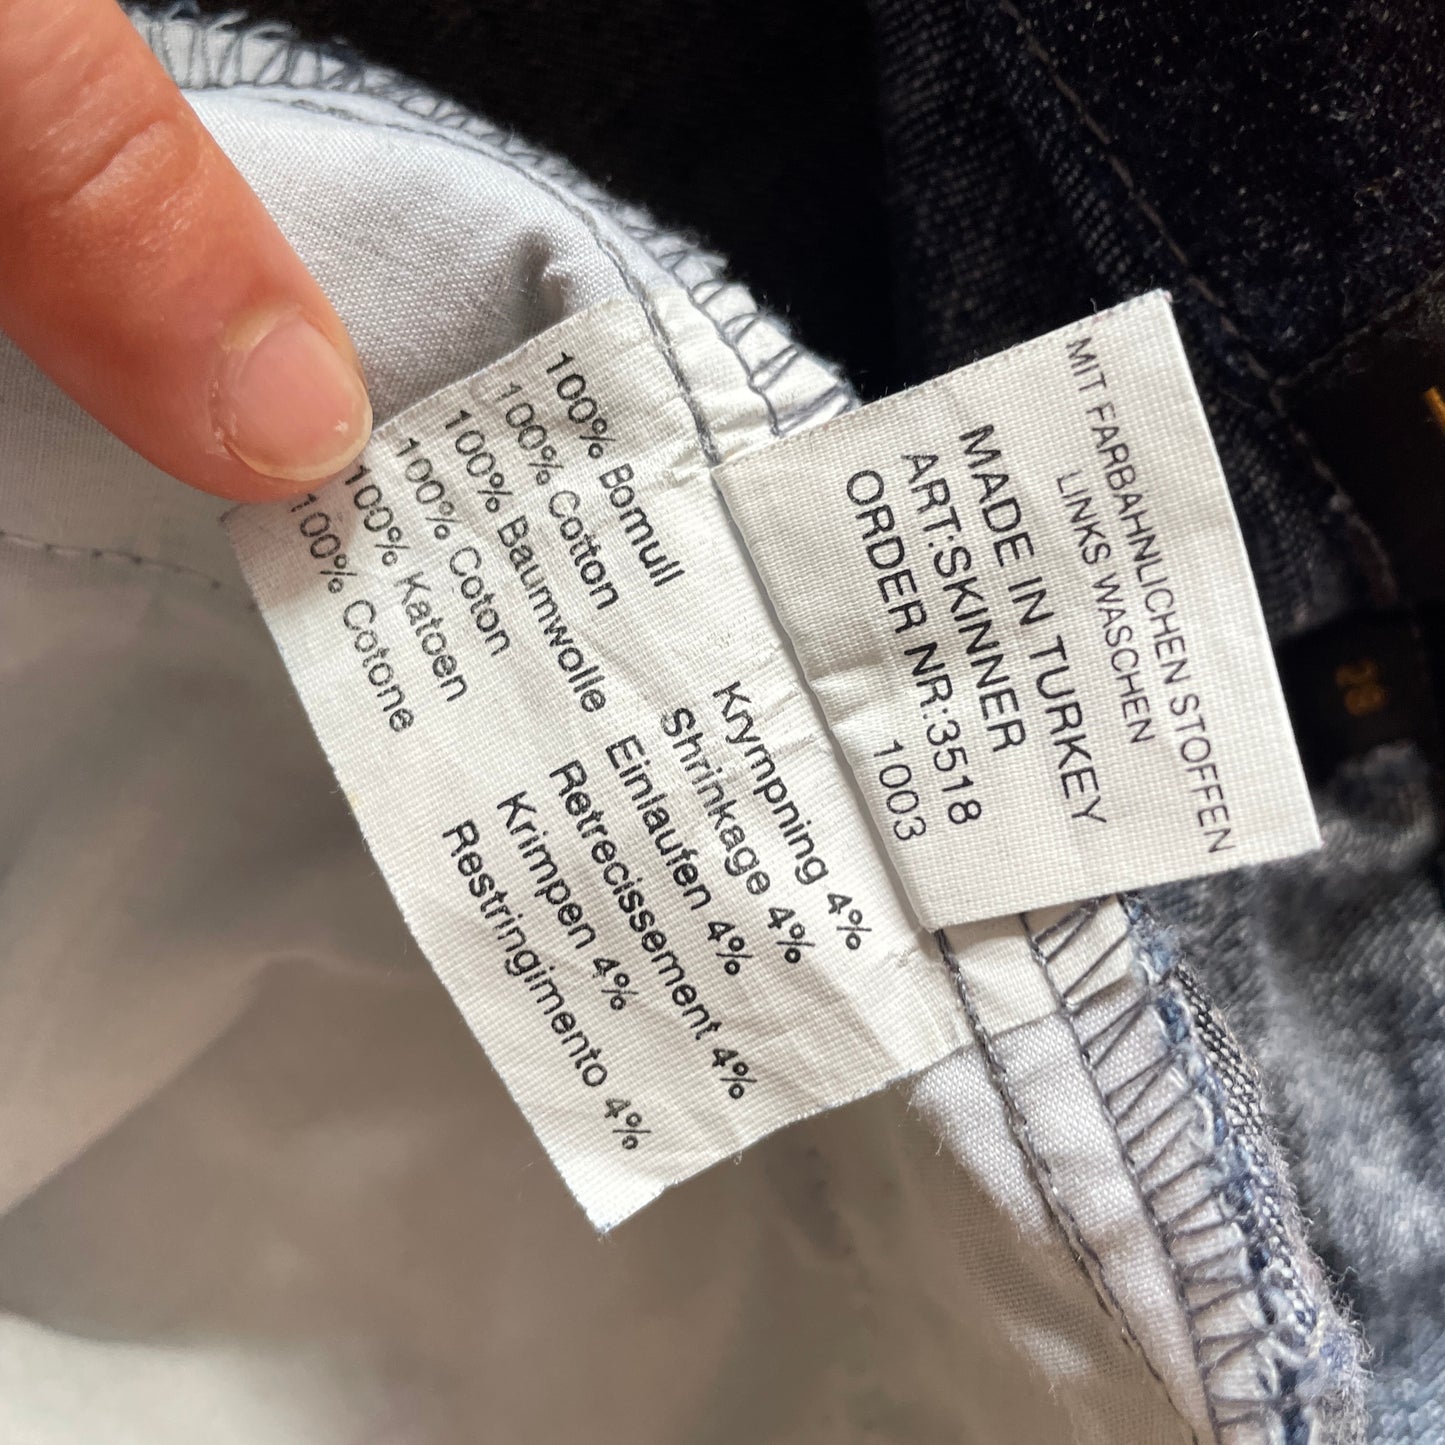 100% Bomull
100% Cotton
100% Baumwolle
100% Coton
100% Katoen
100% Cotone
Krympning 4%
Shrinkage 4%
Einlaufen 4%
Retrecissement 4%
Krimpen 4%
Restringimento 4%
MIT FARBAHNLICHEN STOFFEN
LINKS WASCHEN
MADE IN TURKEY
ART:SKINNER
ORDER NR:3518
1003
28